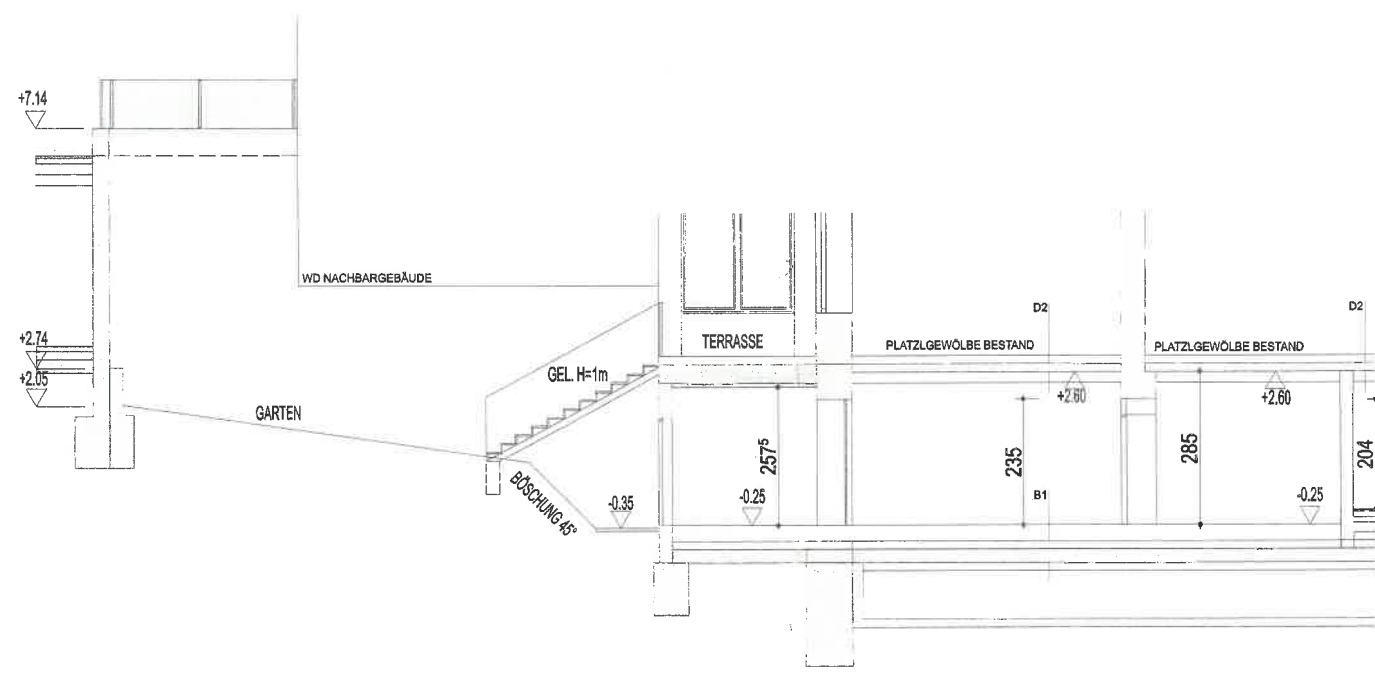 +7.14
WD NACHBARGEBÄUDE
D2
D2
+2.74
TERRASSE
PLATZLGEWÖLBE BESTAND
PLATZLGEWÖLBE BESTAND
+2.05
GEL. H=1m
+2.60
+2.60
GARTEN
257⁵
235
285
204
BÖSCHUNG 45°
-0.35
-0.25
B1
-0.25